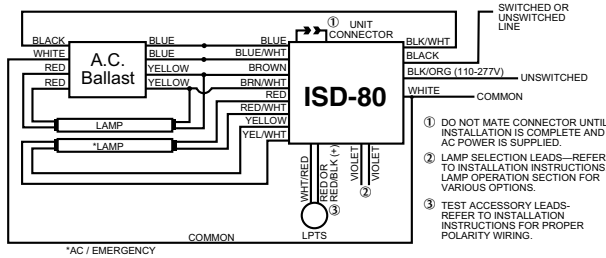 ① UNIT
CONNECTOR
SWITCHED OR
UNSWITCHED
LINE
BLACK
WHITE
RED
RED
A.C.
Ballast
BLUE
BLUE
YELLOW
YELLOW
BLUE
BLUE/WHT
BROWN
BRN/WHT
RED
RED/WHT
YELLOW
YEL/WHT
ISD-80
BLK/WHT
BLACK
BLK/ORG (110-277V)
UNSWITCHED
WHITE
COMMON
LAMP
*LAMP
WHT/RED
RED OR
RED/BLK (+)
VIOLET
VIOLET
②
③
LPTS
COMMON
*AC / EMERGENCY
① DO NOT MATE CONNECTOR UNTIL
INSTALLATION IS COMPLETE AND
AC POWER IS SUPPLIED.
② LAMP SELECTION LEADS—REFER
TO INSTALLATION INSTRUCTIONS
LAMP OPERATION SECTION FOR
VARIOUS OPTIONS.
③ TEST ACCESSORY LEADS-
REFER TO INSTALLATION
INSTRUCTIONS FOR PROPER
POLARITY WIRING.